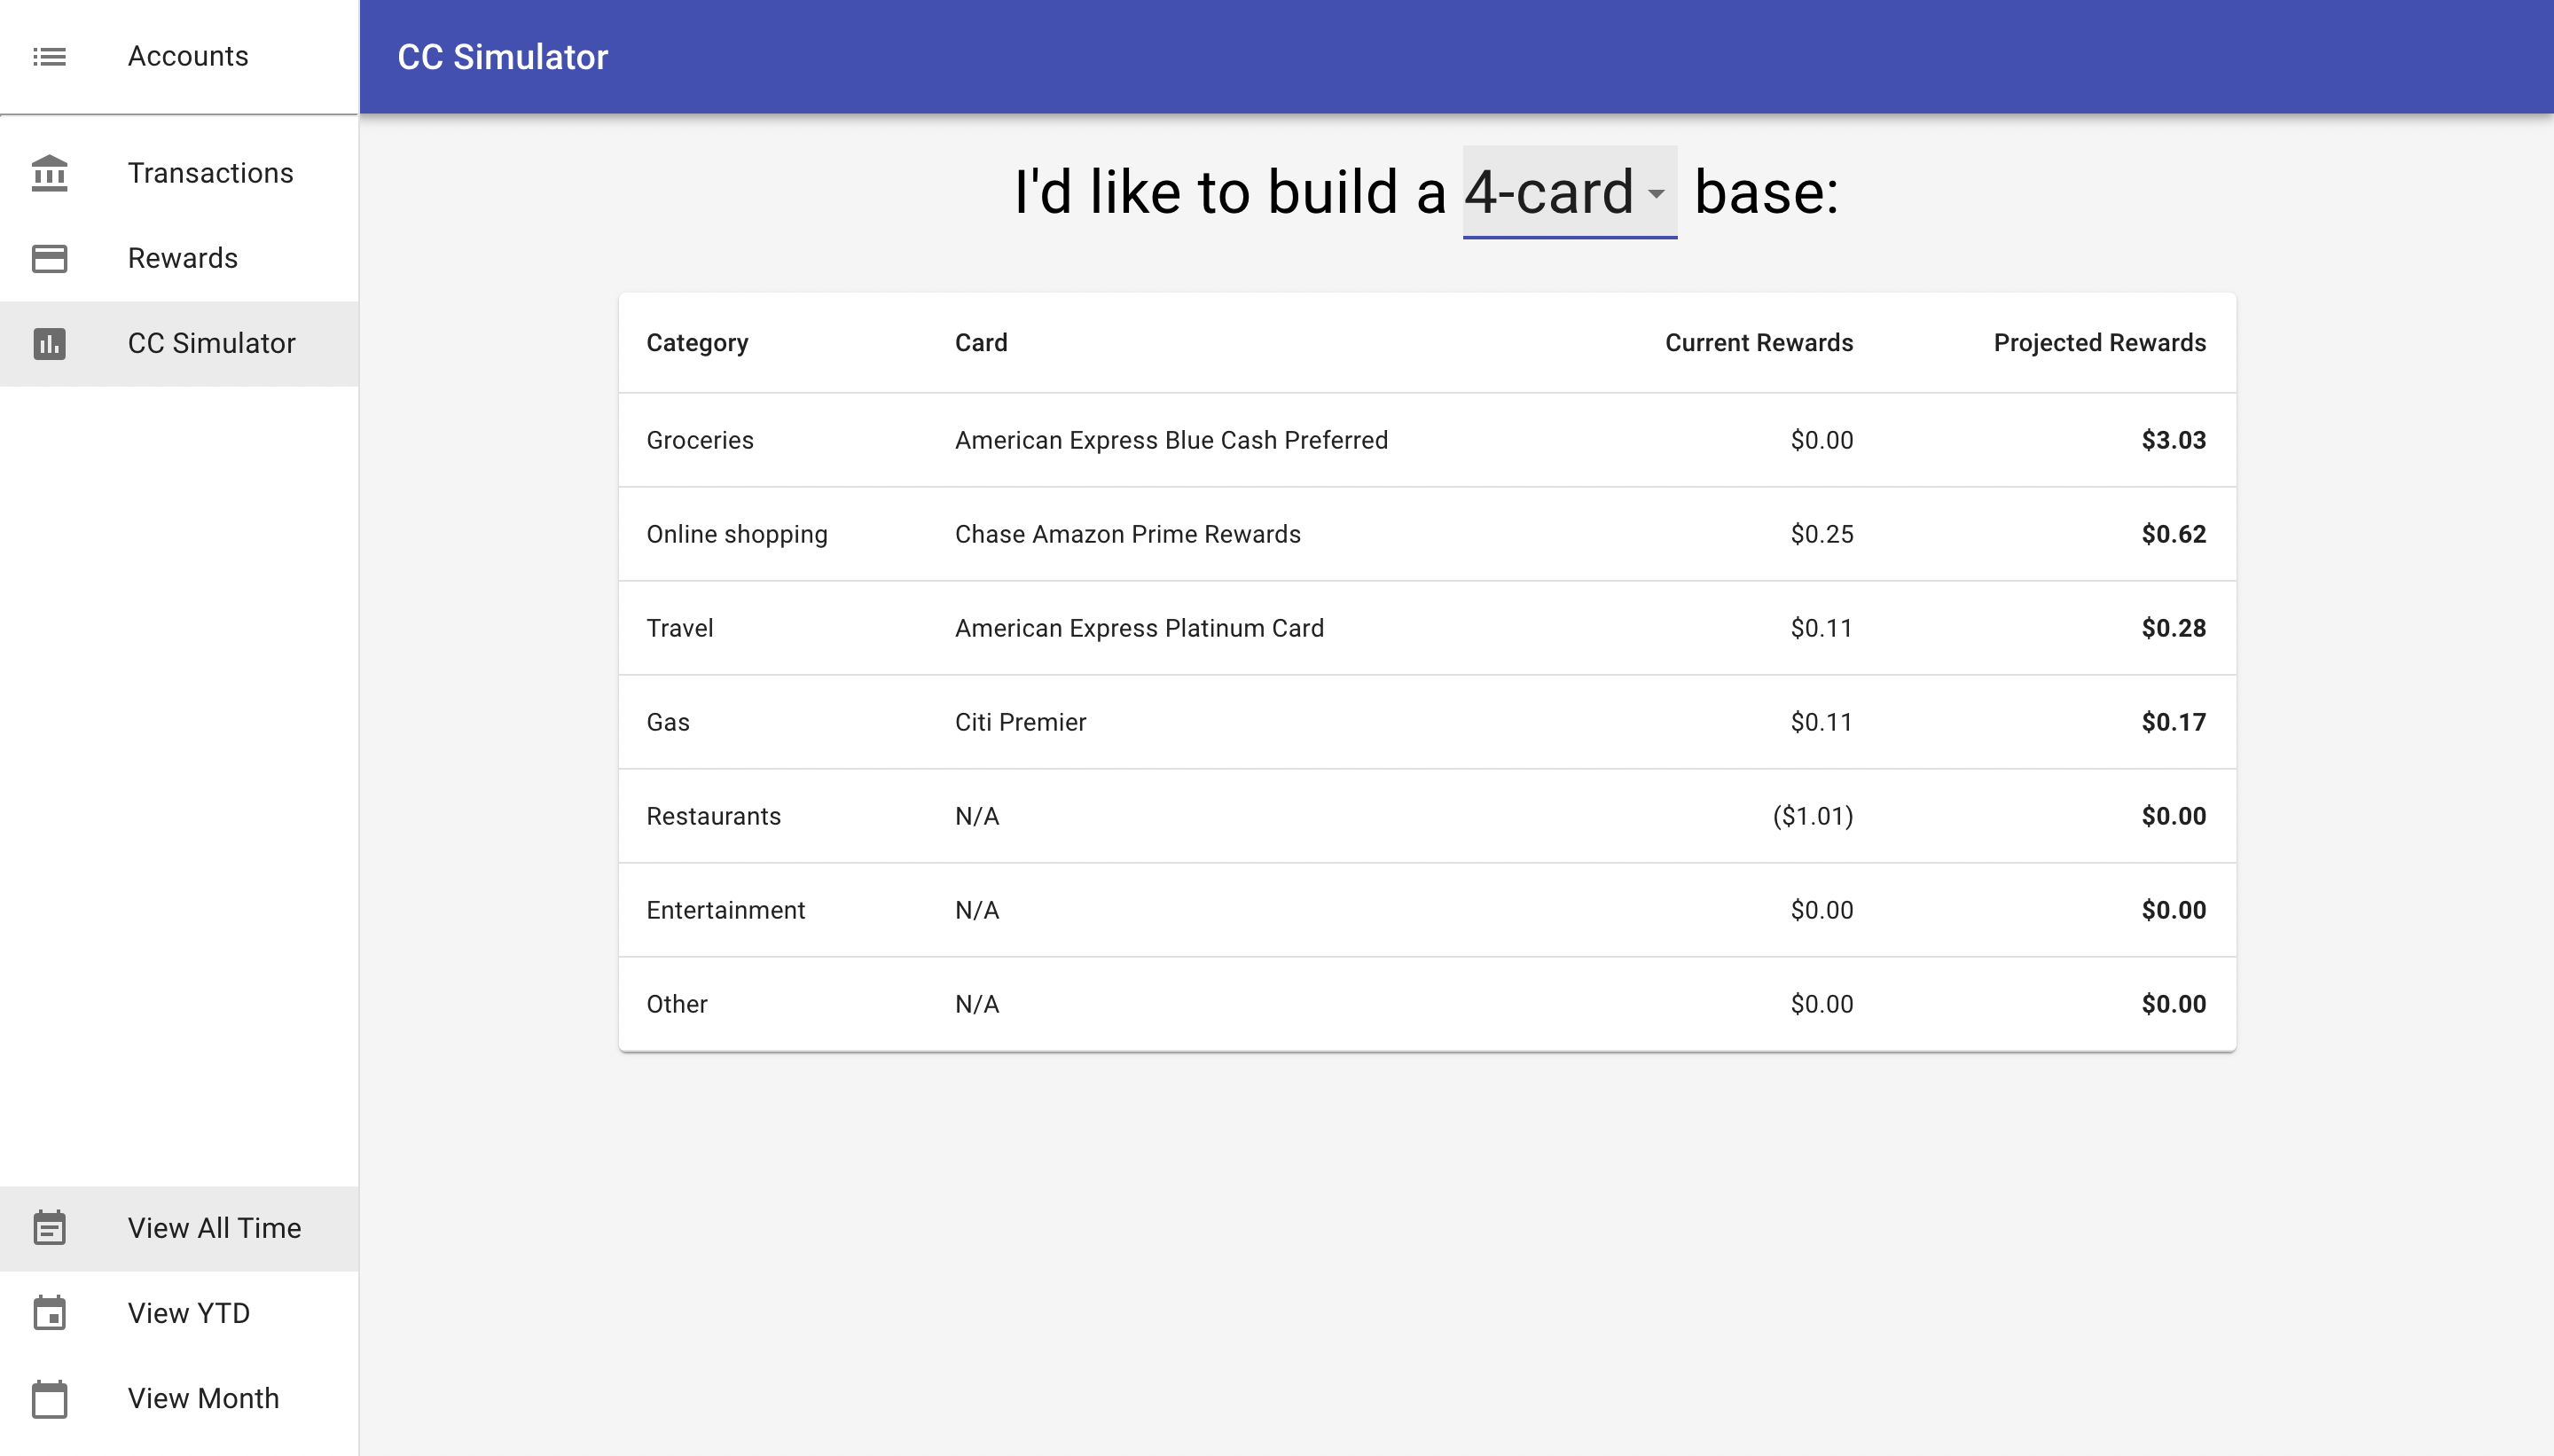 Accounts
CC Simulator
Transactions
Rewards
CC Simulator
View All Time
View YTD
View Month
I'd like to build a 4-card base:
Category Card Current Rewards Projected Rewards
Groceries American Express Blue Cash Preferred $0.00 $3.03
Online shopping Chase Amazon Prime Rewards $0.25 $0.62
Travel American Express Platinum Card $0.11 $0.28
Gas Citi Premier $0.11 $0.17
Restaurants N/A ($1.01) $0.00
Entertainment N/A $0.00 $0.00
Other N/A $0.00 $0.00